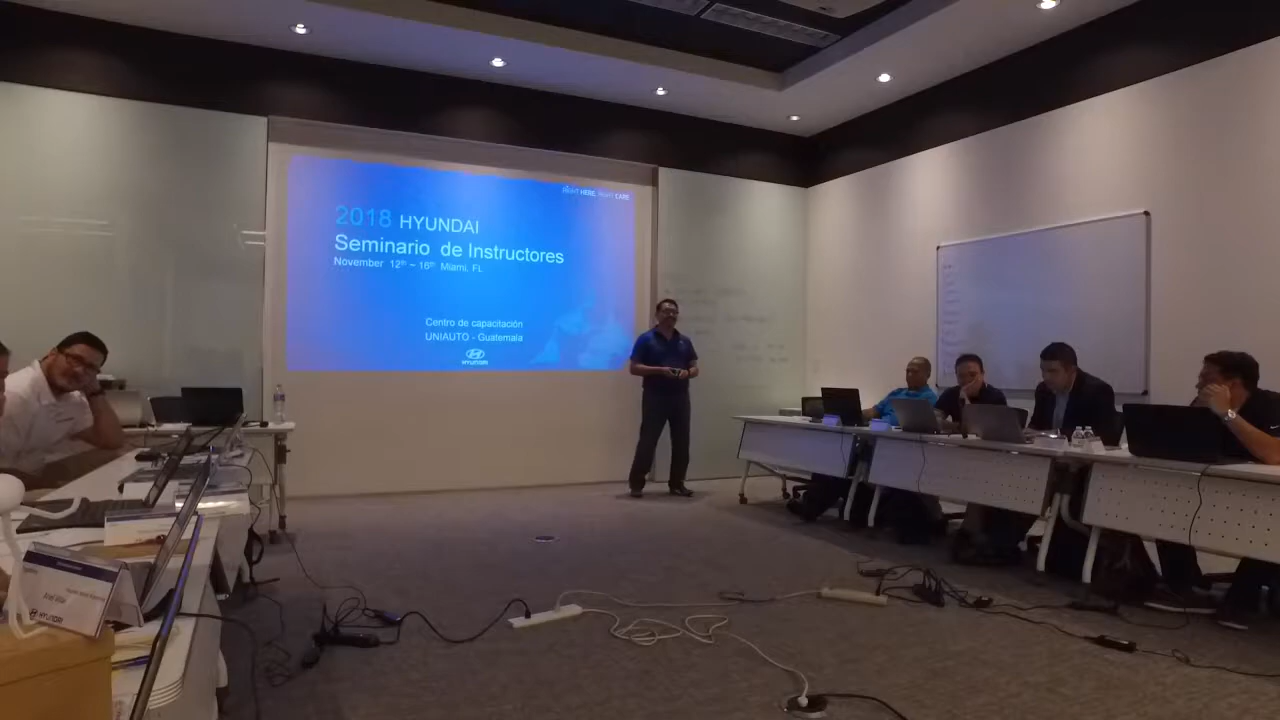 RIGHT HERE, RIGHT CARE
2018 HYUNDAI
Seminario de Instructores
November 12th – 16th Miami, FL
Centro de capacitación
UNIAUTO - Guatemala
HYUNDAI
HYUNDAI